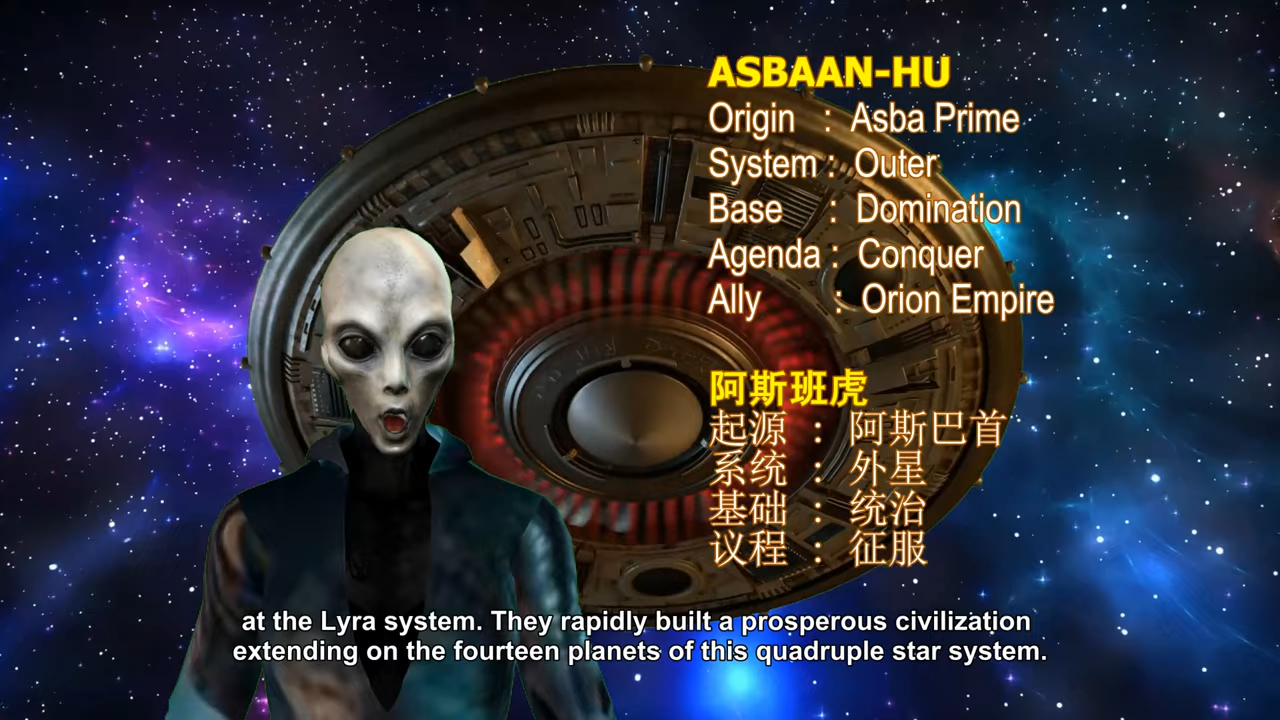 ASBAAN-HU
Origin : Asba Prime
System : Outer
Base : Domination
Agenda : Conquer
Ally : Orion Empire
阿斯班虎
起源 : 阿斯巴首
系统 : 外星
基础 : 统治
议程 : 征服
at the Lyra system. They rapidly built a prosperous civilization
extending on the fourteen planets of this quadruple star system.